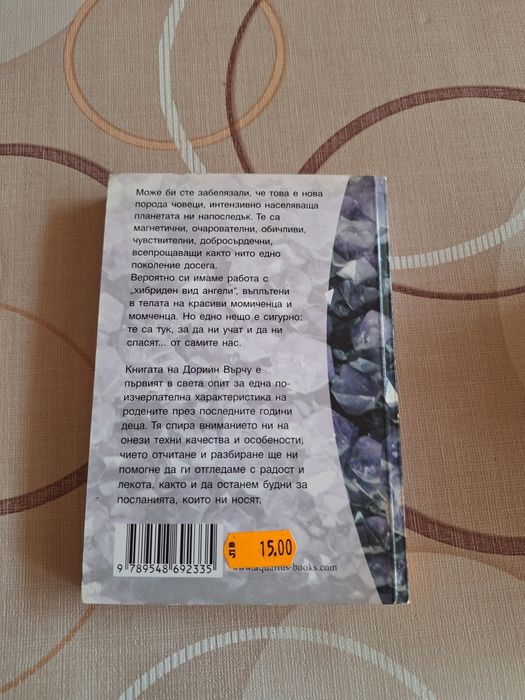 Може би сте забелязали, че това е нова
порода човеци, интензивно населяваща
планетата ни напоследък. Те са
магнетични, очарователни, обичливи,
чувствителни, добросърдечни,
всепрощаващи както нито едно
поколение досега.
Вероятно си имаме работа с
„хибриден вид ангели", въплътени
в телата на красиви момиченца и
момченца. Но едно нещо е сигурно:
те са тук, за да ни учат и да ни
спасят... от самите нас.
Книгата на Дорийн Върчу е
първият в света опит за една по-
изчерпателна характеристика на
родените през последните години
деца. Тя спира вниманието ни на
онези техни качества и особености,
чието отчитане и разбиране ще ни
помогне да ги отгледаме с радост и
лекота, както и да останем будни за
посланията, които ни носят.
9 789548 692335
лв 15.00
www.aquarius-books.com